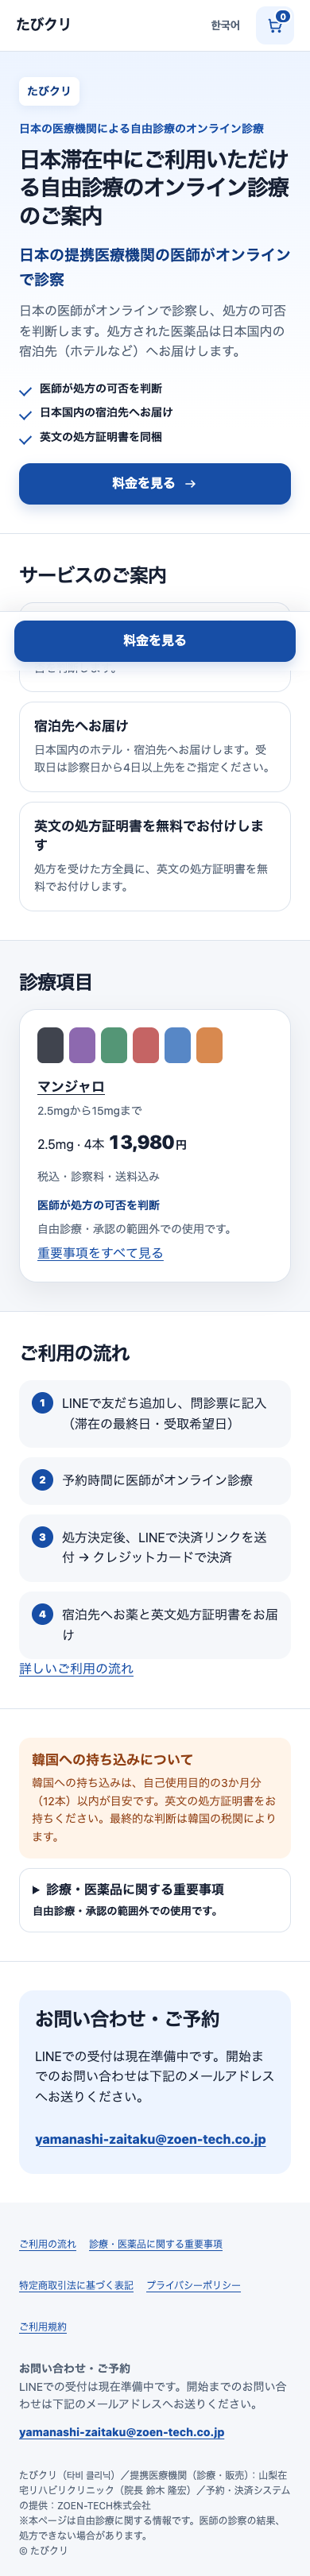 たびクリ
한국어
0
たびクリ
日本の医療機関による自由診療のオンライン診療
日本滞在中にご利用いただけ
る自由診療のオンライン診療
のご案内
日本の提携医療機関の医師がオンライン
で診察
日本の医師がオンラインで診察し、処方の可否
を判断します。処方された医薬品は日本国内の
宿泊先（ホテルなど）へお届けします。
医師が処方の可否を判断
日本国内の宿泊先へお届け
英文の処方証明書を同梱
料金を見る →
サービスのご案内
料金を見る
宿泊先へお届け
日本国内のホテル・宿泊先へお届けします。受
取日は診察日から4日以上先をご指定ください。
英文の処方証明書を無料でお付けしま
す
処方を受けた方全員に、英文の処方証明書を無
料でお付けします。
診療項目
マンジャロ
2.5mgから15mgまで
2.5mg · 4本 13,980円
税込・診察料・送料込み
医師が処方の可否を判断
自由診療・承認の範囲外での使用です。
重要事項をすべて見る
ご利用の流れ
1 LINEで友だち追加し、問診票に記入
（滞在の最終日・受取希望日）
2 予約時間に医師がオンライン診療
3 処方決定後、LINEで決済リンクを送
付 → クレジットカードで決済
4 宿泊先へお薬と英文処方証明書をお届
け
詳しいご利用の流れ
韓国への持ち込みについて
韓国への持ち込みは、自己使用目的の3か月分
（12本）以内が目安です。英文の処方証明書をお
持ちください。最終的な判断は韓国の税関により
ます。
▶ 診療・医薬品に関する重要事項
自由診療・承認の範囲外での使用です。
お問い合わせ・ご予約
LINEでの受付は現在準備中です。開始ま
でのお問い合わせは下記のメールアドレス
へお送りください。
yamanashi-zaitaku@zoen-tech.co.jp
ご利用の流れ 診療・医薬品に関する重要事項
特定商取引法に基づく表記 プライバシーポリシー
ご利用規約
お問い合わせ・ご予約
LINEでの受付は現在準備中です。開始までのお問い合
わせは下記のメールアドレスへお送りください。
yamanashi-zaitaku@zoen-tech.co.jp
たびクリ（타비 클리닉）／提携医療機関（診療・販売）：山梨在
宅リハビリクリニック（院長 鈴木 隆宏）／予約・決済システム
の提供：ZOEN-TECH株式会社
※本ページは自由診療に関する情報です。医師の診察の結果、
処方できない場合があります。
© たびクリ